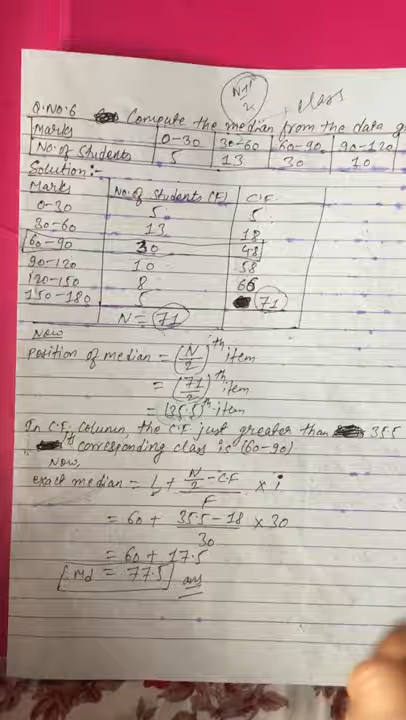 (N+1/2)th class
Q.No.6 Compute the median from the data g
Marks 0-30 30-60 60-90 90-120
No. of students 5 13 30 10
Solution:-
Marks No. of students (F) C.F.
0-30 5 5
30-60 13 18
60-90 30 48
90-120 10 58
120-150 8 66
150-180 5 71
N = 71
Now
position of median = (N/2)th item
= (71/2)th item
= (35.5)th item
In C.F. column, the C.F just greater than 35.5
corresponding class is (60-90)
Now,
exact median = L + N/2 - C.F / F × i
= 60 + 35.5 - 18 / 30 × 30
= 60 + 17.5
[Md = 77.5] ans